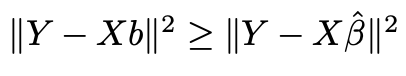 ‖Y − Xb‖² ≥ ‖Y − Xβ̂‖²